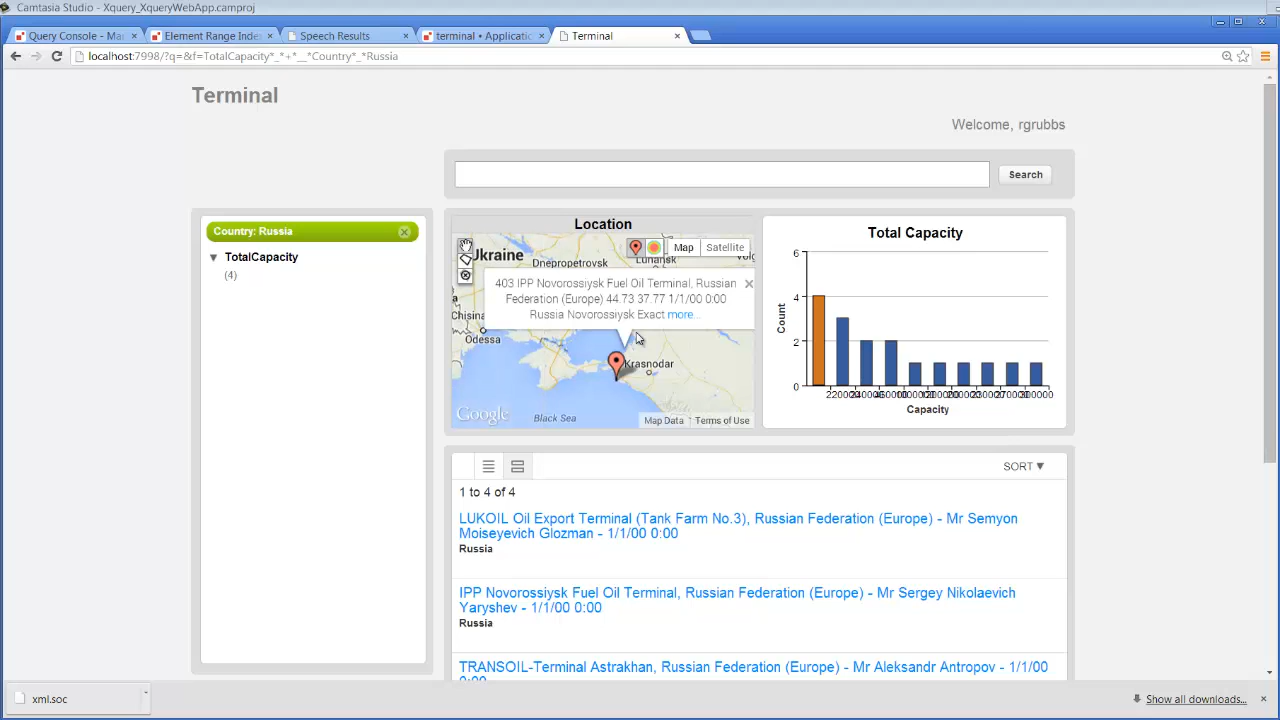 Camtasia Studio - Xquery_XqueryWebApp.camproj
Query Console - Mar
Element Range Index
Speech Results
terminal • Application
Terminal
localhost:7998/?q=&f=TotalCapacity*_*+*__*Country*_*Russia
Terminal
Welcome, rgrubbs
Search
Country: Russia
TotalCapacity
(4)
Location
Ukraine
Dnepropetrovsk
Luhansk
Map
Satellite
403 IPP Novorossiysk Fuel Oil Terminal, Russian
Federation (Europe) 44.73 37.77 1/1/00 0:00
Russia Novorossiysk Exact more...
Chisina
Odessa
Krasnodar
Black Sea
Google
Map Data
Terms of Use
Total Capacity
6
4
2
0
Count
Capacity
SORT ▼
1 to 4 of 4
LUKOIL Oil Export Terminal (Tank Farm No.3), Russian Federation (Europe) - Mr Semyon
Moiseyevich Glozman - 1/1/00 0:00
Russia
IPP Novorossiysk Fuel Oil Terminal, Russian Federation (Europe) - Mr Sergey Nikolaevich
Yaryshev - 1/1/00 0:00
Russia
TRANSOIL-Terminal Astrakhan, Russian Federation (Europe) - Mr Aleksandr Antropov - 1/1/00
0:00
xml.soc
Show all downloads...